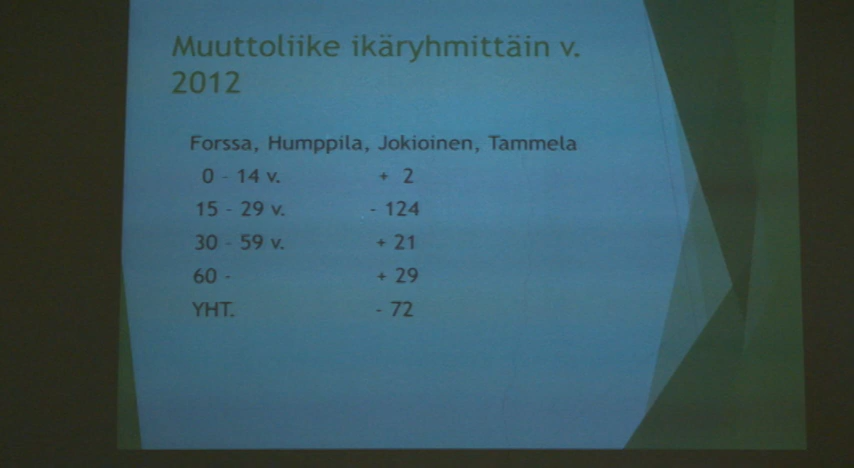 Muuttoliike ikäryhmittäin v.
2012
Forssa, Humppila, Jokioinen, Tammela
0 - 14 v. + 2
15 - 29 v. - 124
30 - 59 v. + 21
60 - + 29
YHT. - 72